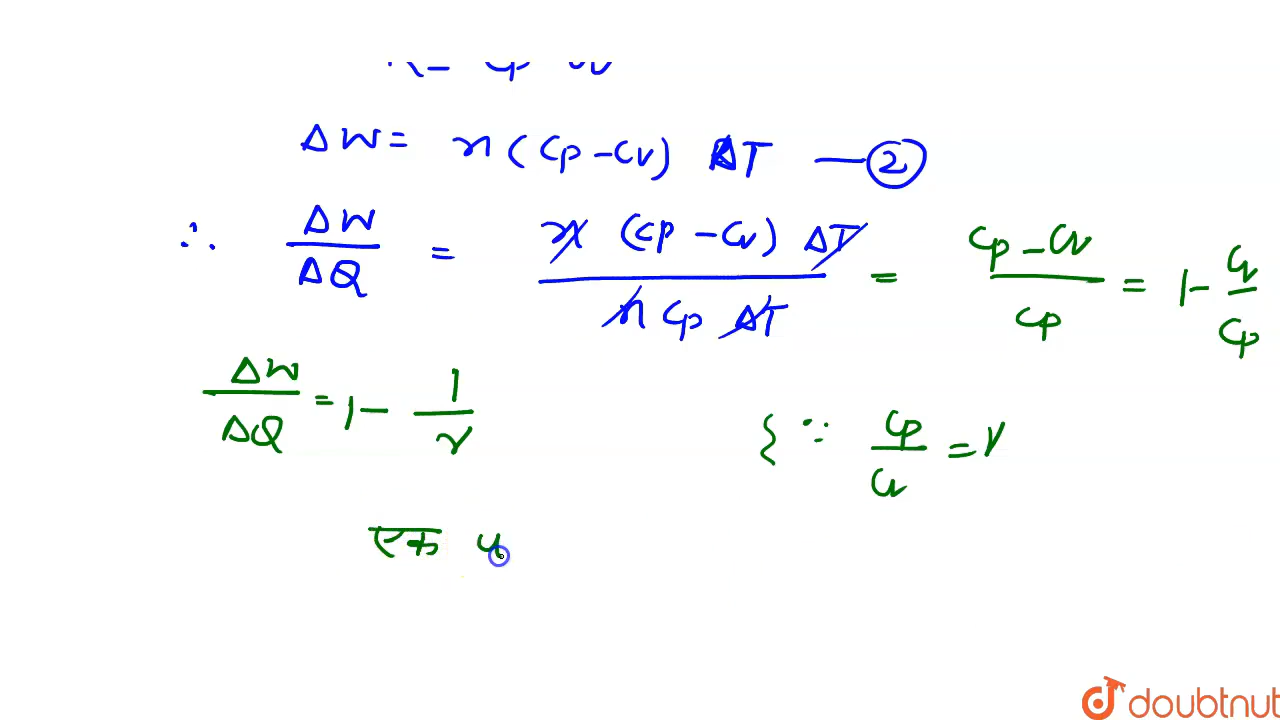 ΔW = n (Cp - Cv) ΔT — ②
∴ ΔW/ΔQ = n (Cp - Cv) ΔT / n Cp ΔT = Cp - Cv / Cp = 1 - Cv/Cp
ΔW/ΔQ = 1 - 1/γ
{ ∵ Cp/Cv = γ
एक
doubtnut